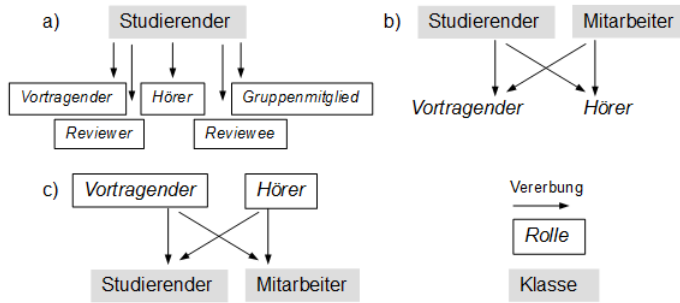 a) Studierender
Vortragender Hörer Gruppenmitglied
Reviewer Reviewee
b) Studierender Mitarbeiter
Vortragender Hörer
c) Vortragender Hörer
Studierender Mitarbeiter
Vererbung
Rolle
Klasse